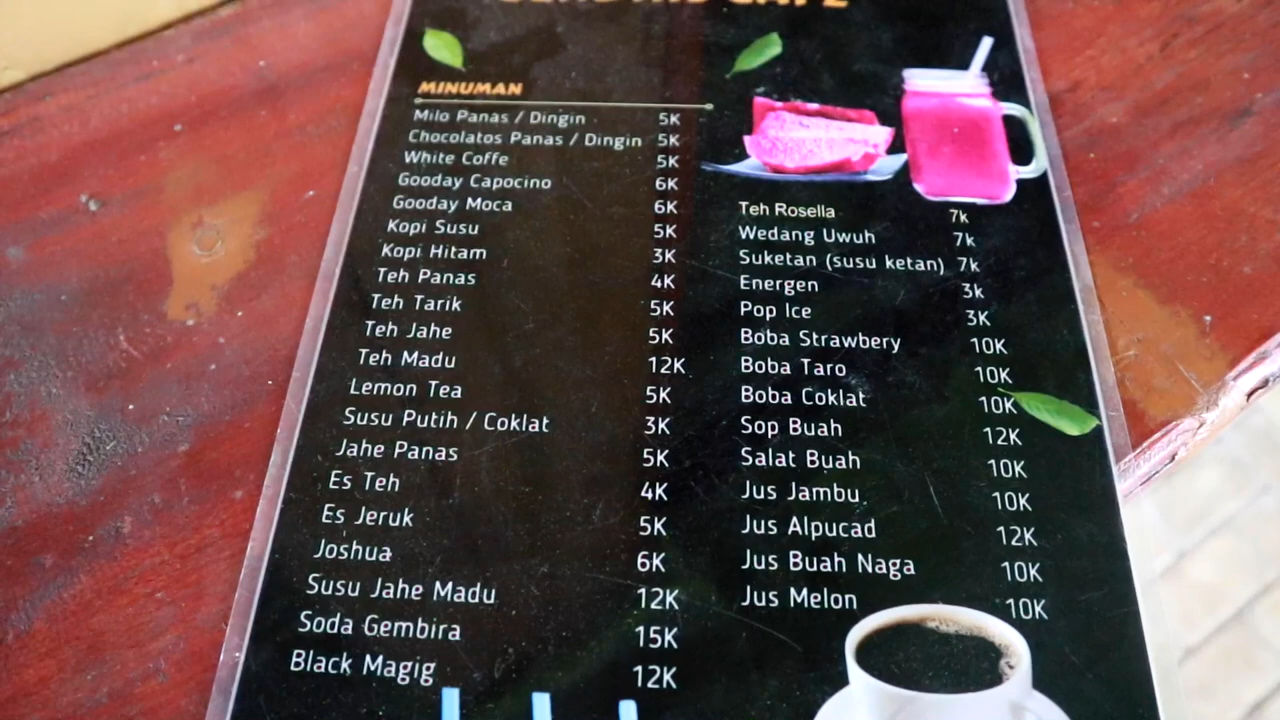 CAFE
MINUMAN
Milo Panas / Dingin 5K
Chocolatos Panas / Dingin 5K
White Coffe 5K
Gooday Capocino 6K
Gooday Moca 6K
Kopi Susu 5K
Kopi Hitam 3K
Teh Panas 4K
Teh Tarik 5K
Teh Jahe 5K
Teh Madu 12K
Lemon Tea 5K
Susu Putih / Coklat 3K
Jahe Panas 5K
Es Teh 4K
Es Jeruk 5K
Joshua 6K
Susu Jahe Madu 12K
Soda Gembira 15K
Black Magig 12K
Teh Rosella 7k
Wedang Uwuh 7k
Suketan (susu ketan) 7k
Energen 3k
Pop Ice 3K
Boba Strawbery 10K
Boba Taro 10K
Boba Coklat 10K
Sop Buah 12K
Salat Buah 10K
Jus Jambu 10K
Jus Alpucad 12K
Jus Buah Naga 10K
Jus Melon 10K